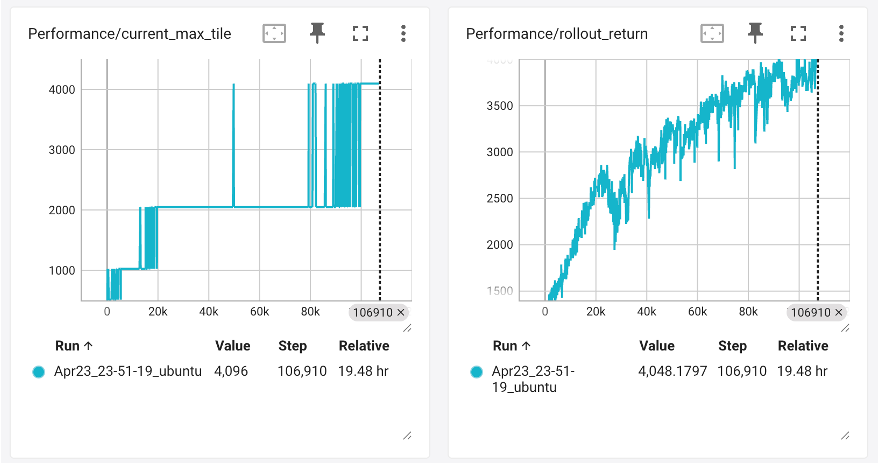 Performance/current_max_tile
4000
3000
2000
1000
0
20k
40k
60k
80k
106910 ×
Run ↑ Value Step Relative
Apr23_23-51-19_ubuntu 4,096 106,910 19.48 hr
Performance/rollout_return
4000
3500
3000
2500
2000
1500
0
20k
40k
60k
80k
106910 ×
Run ↑ Value Step Relative
Apr23_23-51- 4,048.1797 106,910 19.48 hr
19_ubuntu